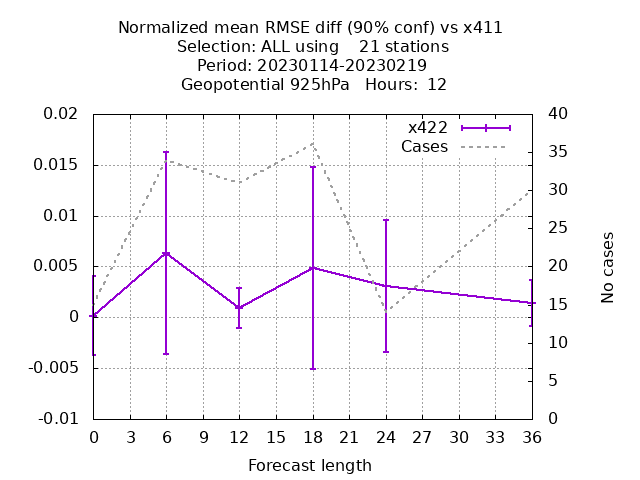 Normalized mean RMSE diff (90% conf) vs x411
Selection: ALL using    21 stations
Period: 20230114-20230219
Geopotential 925hPa   Hours:  12
x422
Cases
0.02
0.015
0.01
0.005
0
-0.005
-0.01
40
35
30
25
20
15
10
5
0
No cases
0 3 6 9 12 15 18 21 24 27 30 33 36
Forecast length